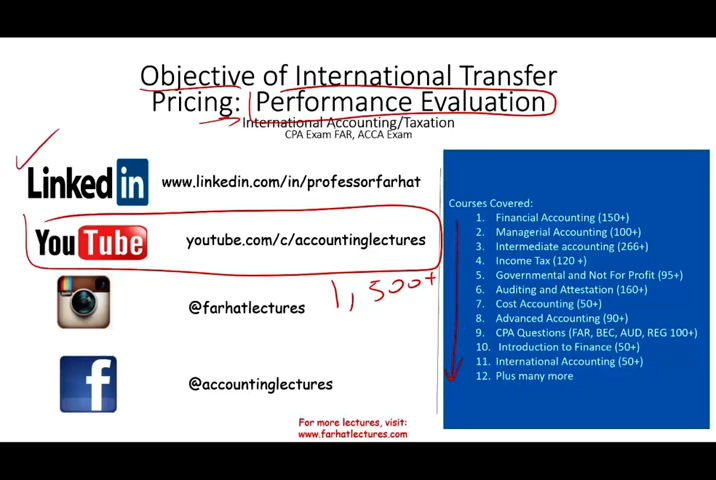 Objective of International Transfer
Pricing: Performance Evaluation
International Accounting/Taxation
CPA Exam FAR, ACCA Exam
Linked in
www.linkedin.com/in/professorfarhat
YouTube
youtube.com/c/accountinglectures
1,500+
@farhatlectures
f
@accountinglectures
For more lectures, visit:
www.farhatlectures.com
Courses Covered:
1. Financial Accounting (150+)
2. Managerial Accounting (100+)
3. Intermediate accounting (266+)
4. Income Tax (120 +)
5. Governmental and Not For Profit (95+)
6. Auditing and Attestation (160+)
7. Cost Accounting (50+)
8. Advanced Accounting (90+)
9. CPA Questions (FAR, BEC, AUD, REG 100+)
10. Introduction to Finance (50+)
11. International Accounting (50+)
12. Plus many more